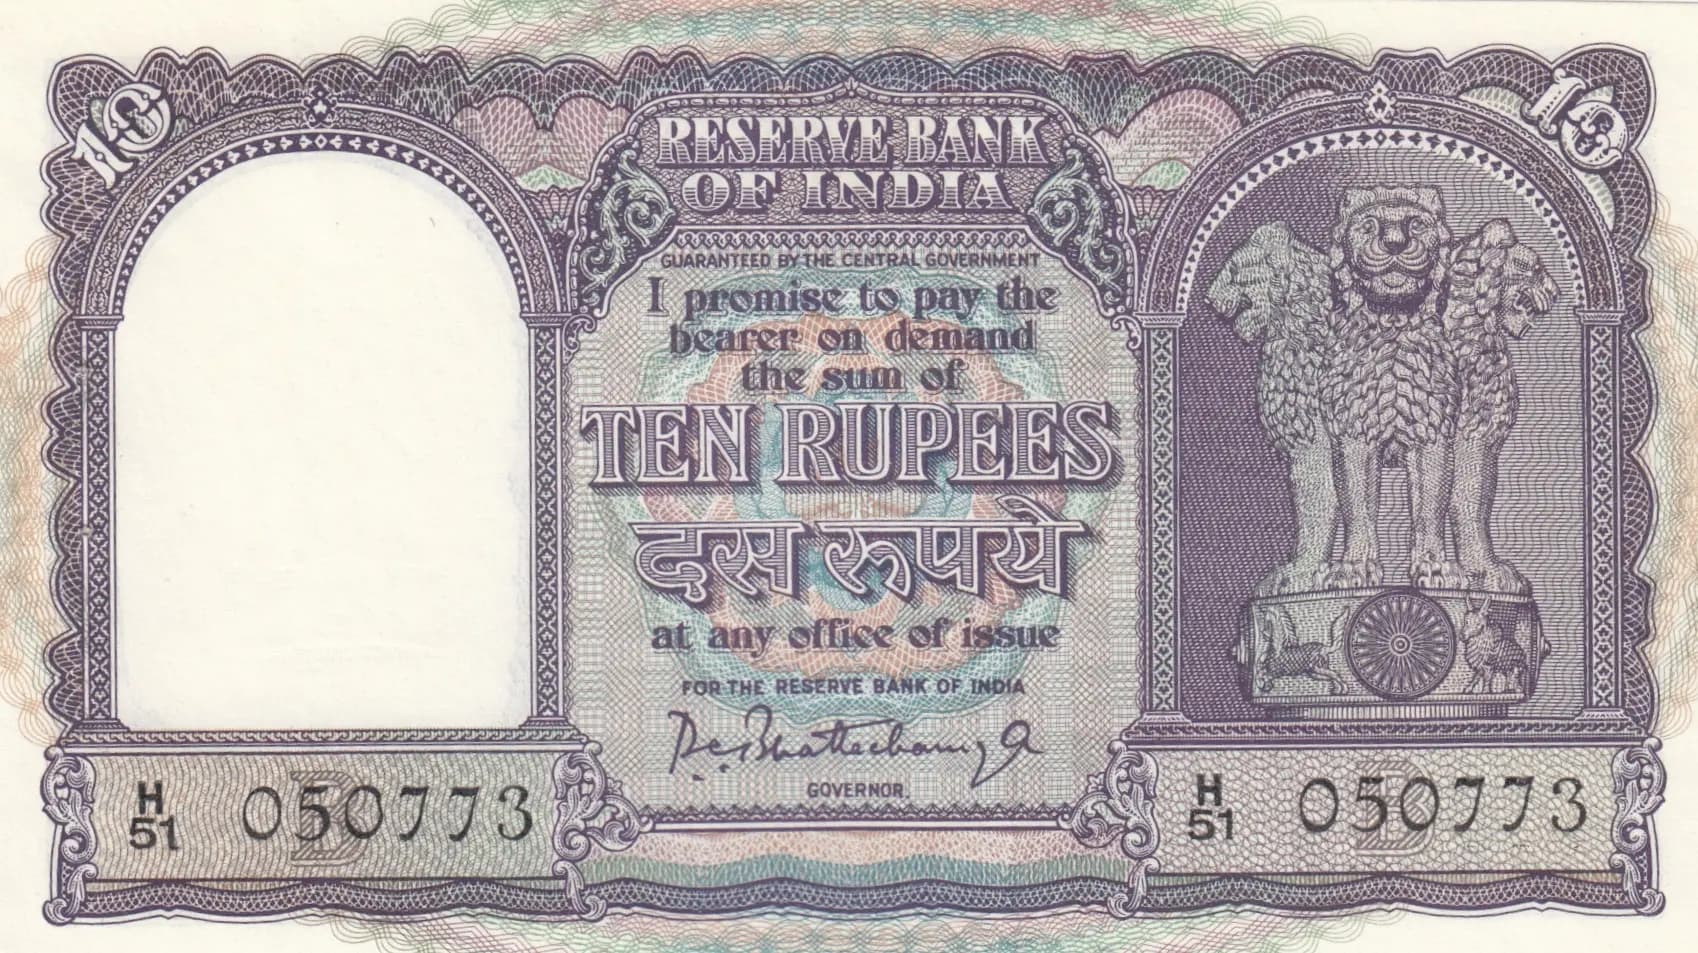 10
10
RESERVE BANK
OF INDIA
GUARANTEED BY THE CENTRAL GOVERNMENT
I promise to pay the
bearer on demand
the sum of
TEN RUPEES
दस रूपये
at any office of issue
FOR THE RESERVE BANK OF INDIA
P.C. Bhattacharyya
GOVERNOR.
H
51 050773
B
H
51 050773
B